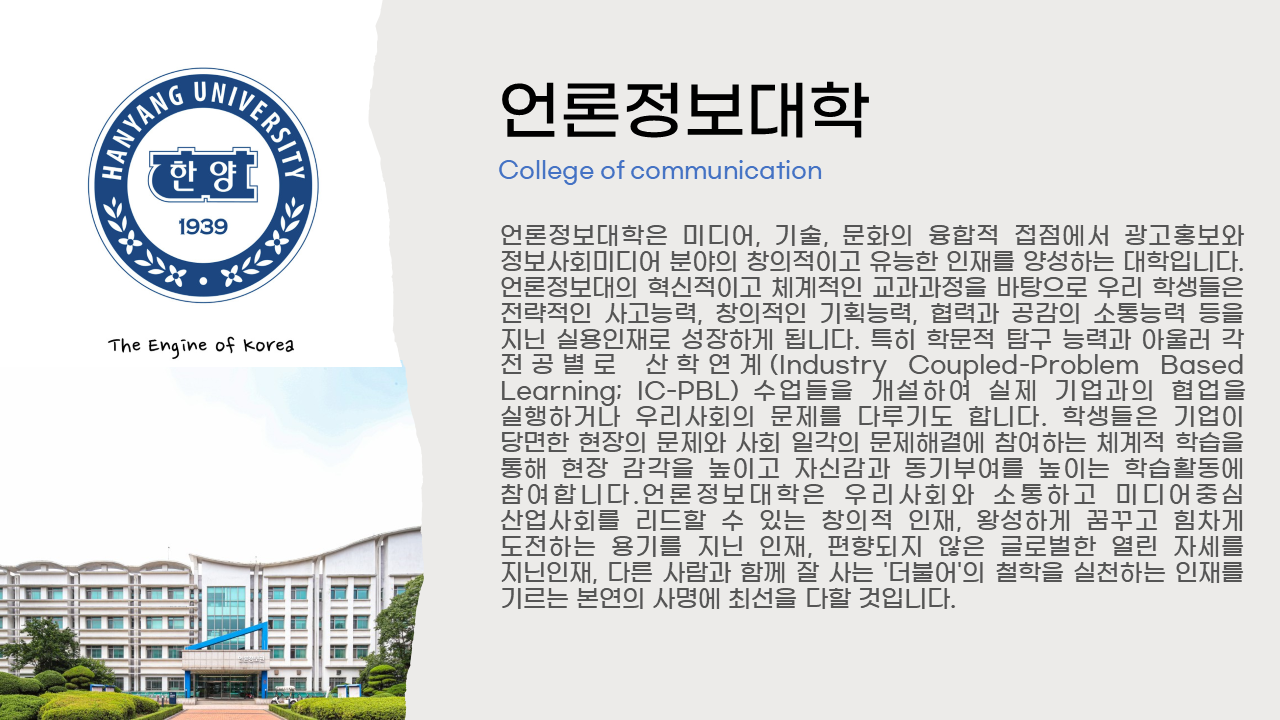 HANYANG UNIVERSITY
한양
1939
The Engine of Korea
언론정보대학
College of communication
언론정보대학은 미디어, 기술, 문화의 융합적 접점에서 광고홍보와
정보사회미디어 분야의 창의적이고 유능한 인재를 양성하는 대학입니다.
언론정보대의 혁신적이고 체계적인 교과과정을 바탕으로 우리 학생들은
전략적인 사고능력, 창의적인 기획능력, 협력과 공감의 소통능력 등을
지닌 실용인재로 성장하게 됩니다. 특히 학문적 탐구 능력과 아울러 각
전공별로 산학연계(Industry Coupled-Problem Based
Learning; IC-PBL) 수업들을 개설하여 실제 기업과의 협업을
실행하거나 우리사회의 문제를 다루기도 합니다. 학생들은 기업이
당면한 현장의 문제와 사회 일각의 문제해결에 참여하는 체계적 학습을
통해 현장 감각을 높이고 자신감과 동기부여를 높이는 학습활동에
참여합니다.언론정보대학은 우리사회와 소통하고 미디어중심
산업사회를 리드할 수 있는 창의적 인재, 왕성하게 꿈꾸고 힘차게
도전하는 용기를 지닌 인재, 편향되지 않은 글로벌한 열린 자세를
지닌인재, 다른 사람과 함께 잘 사는 '더불어'의 철학을 실천하는 인재를
기르는 본연의 사명에 최선을 다할 것입니다.